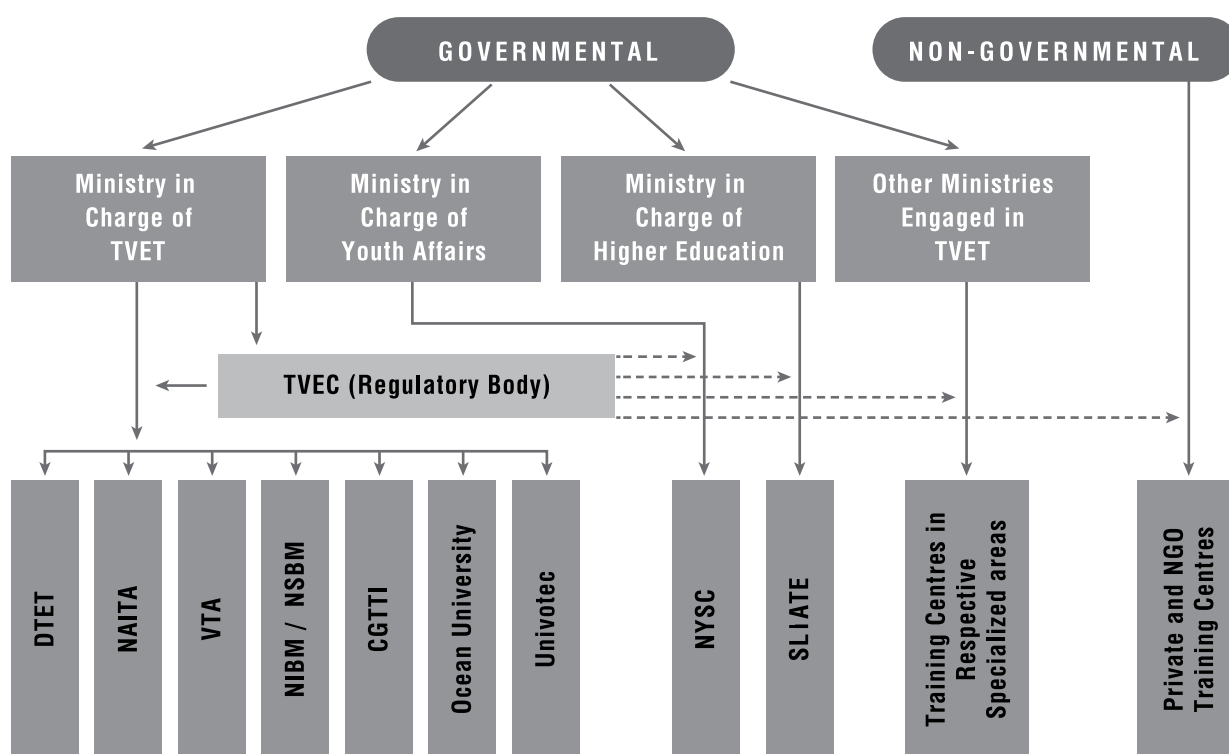 GOVERNMENTAL
NON-GOVERNMENTAL
Ministry in
Charge of
TVET
Ministry in
Charge of
Youth Affairs
Ministry in
Charge of
Higher Education
Other Ministries
Engaged in
TVET
TVEC (Regulatory Body)
DTET
NAITA
VTA
NIBM / NSBM
CGTTI
Ocean University
Univotec
NYSC
SLIATE
Training Centres in
Respective
Specialized areas
Private and NGO
Training Centres